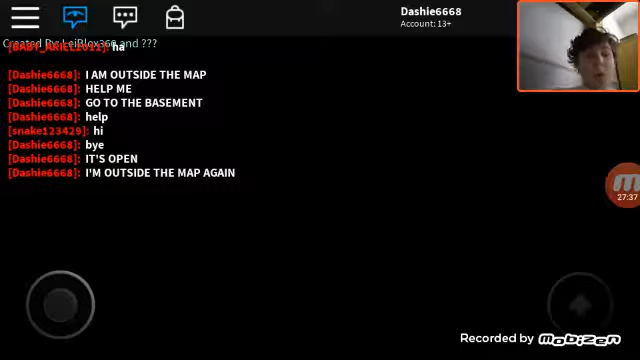 Dashie6668
Account: 13+
Created By: LeiBlox360 and ???
[BABY_ARIEL2011]: ha
[Dashie6668]: I AM OUTSIDE THE MAP
[Dashie6668]: HELP ME
[Dashie6668]: GO TO THE BASEMENT
[Dashie6668]: help
[snake123429]: hi
[Dashie6668]: bye
[Dashie6668]: IT'S OPEN
[Dashie6668]: I'M OUTSIDE THE MAP AGAIN
27:37
Recorded by Mobizen